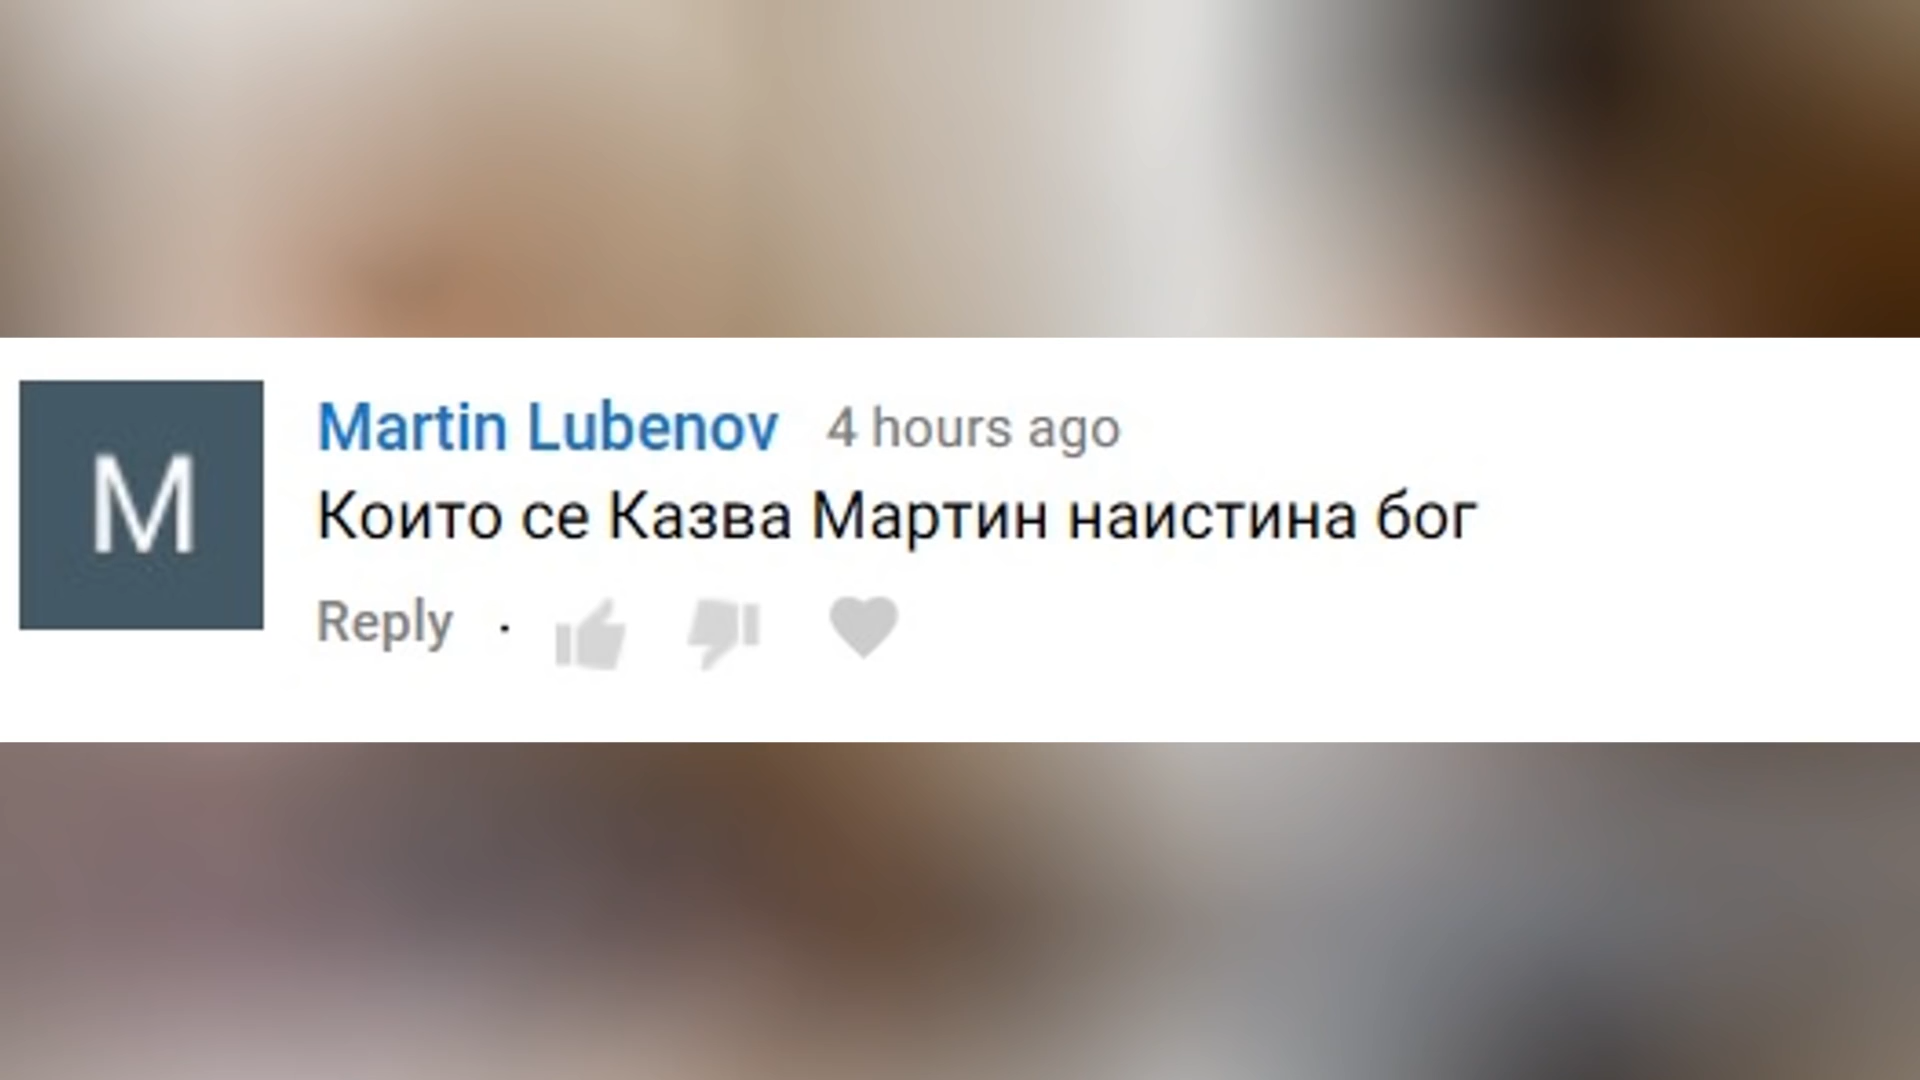 M
Martin Lubenov 4 hours ago
Които се Казва Мартин наистина бог
Reply ·